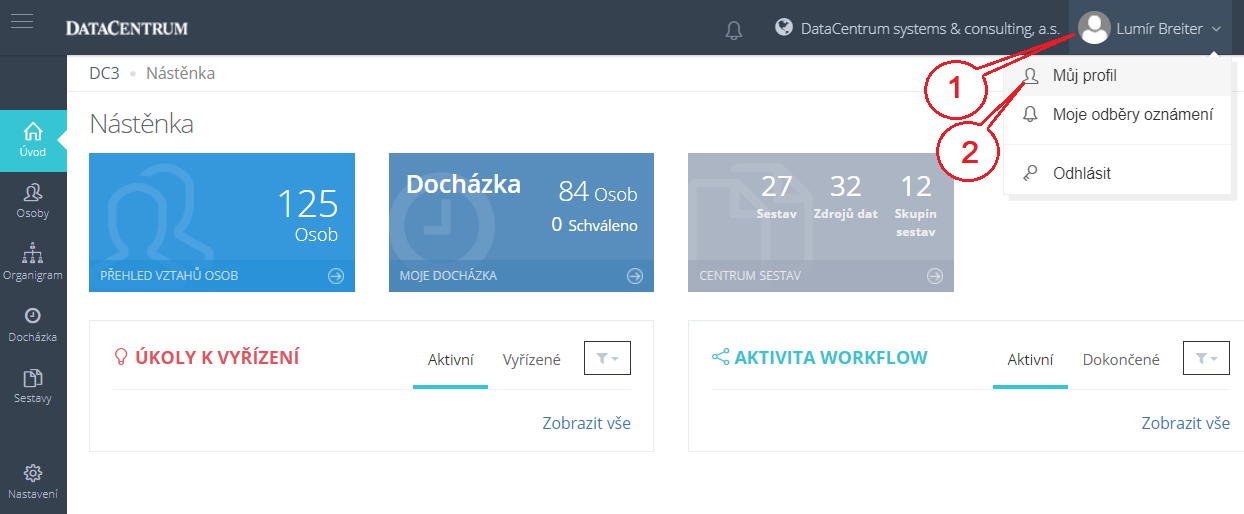 DATACENTRUM
DataCentrum systems & consulting, a.s.
Lumír Breiter
1
2
Můj profil
Moje odběry oznámení
Odhlásit
DC3
Nástěnka
Nástěnka
Úvod
Osoby
Organigram
Docházka
Sestavy
Nastavení
125
Osob
PŘEHLED VZTAHŮ OSOB
Docházka
84 Osob
0 Schváleno
MOJE DOCHÁZKA
27
Sestav
32
Zdrojů dat
12
Skupin
sestav
CENTRUM SESTAV
ÚKOLY K VYŘÍZENÍ
Aktivní
Vyřízené
Zobrazit vše
AKTIVITA WORKFLOW
Aktivní
Dokončené
Zobrazit vše